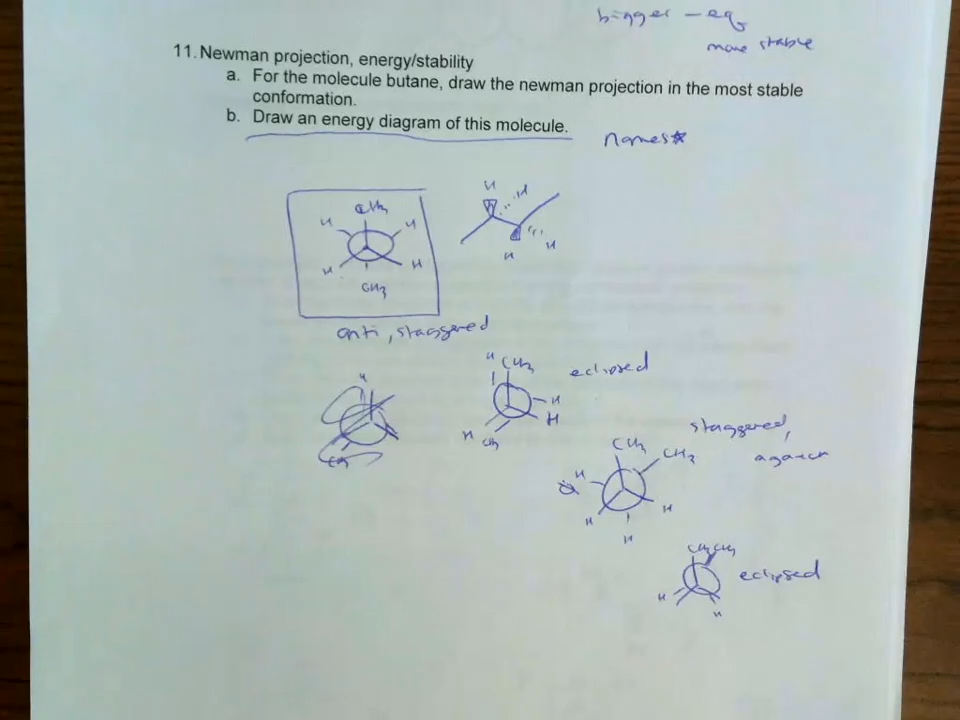 bigger - eq,
more stable
11. Newman projection, energy/stability
a. For the molecule butane, draw the newman projection in the most stable
conformation.
b. Draw an energy diagram of this molecule.
names*
H H
CH3
H H
H H
CH3
H H
anti, staggered
H CH3
eclipsed
H
H
H
H CH3
CH3
staggered,
CH3
H
H
H
H
CH3 CH3
eclipsed
H
H